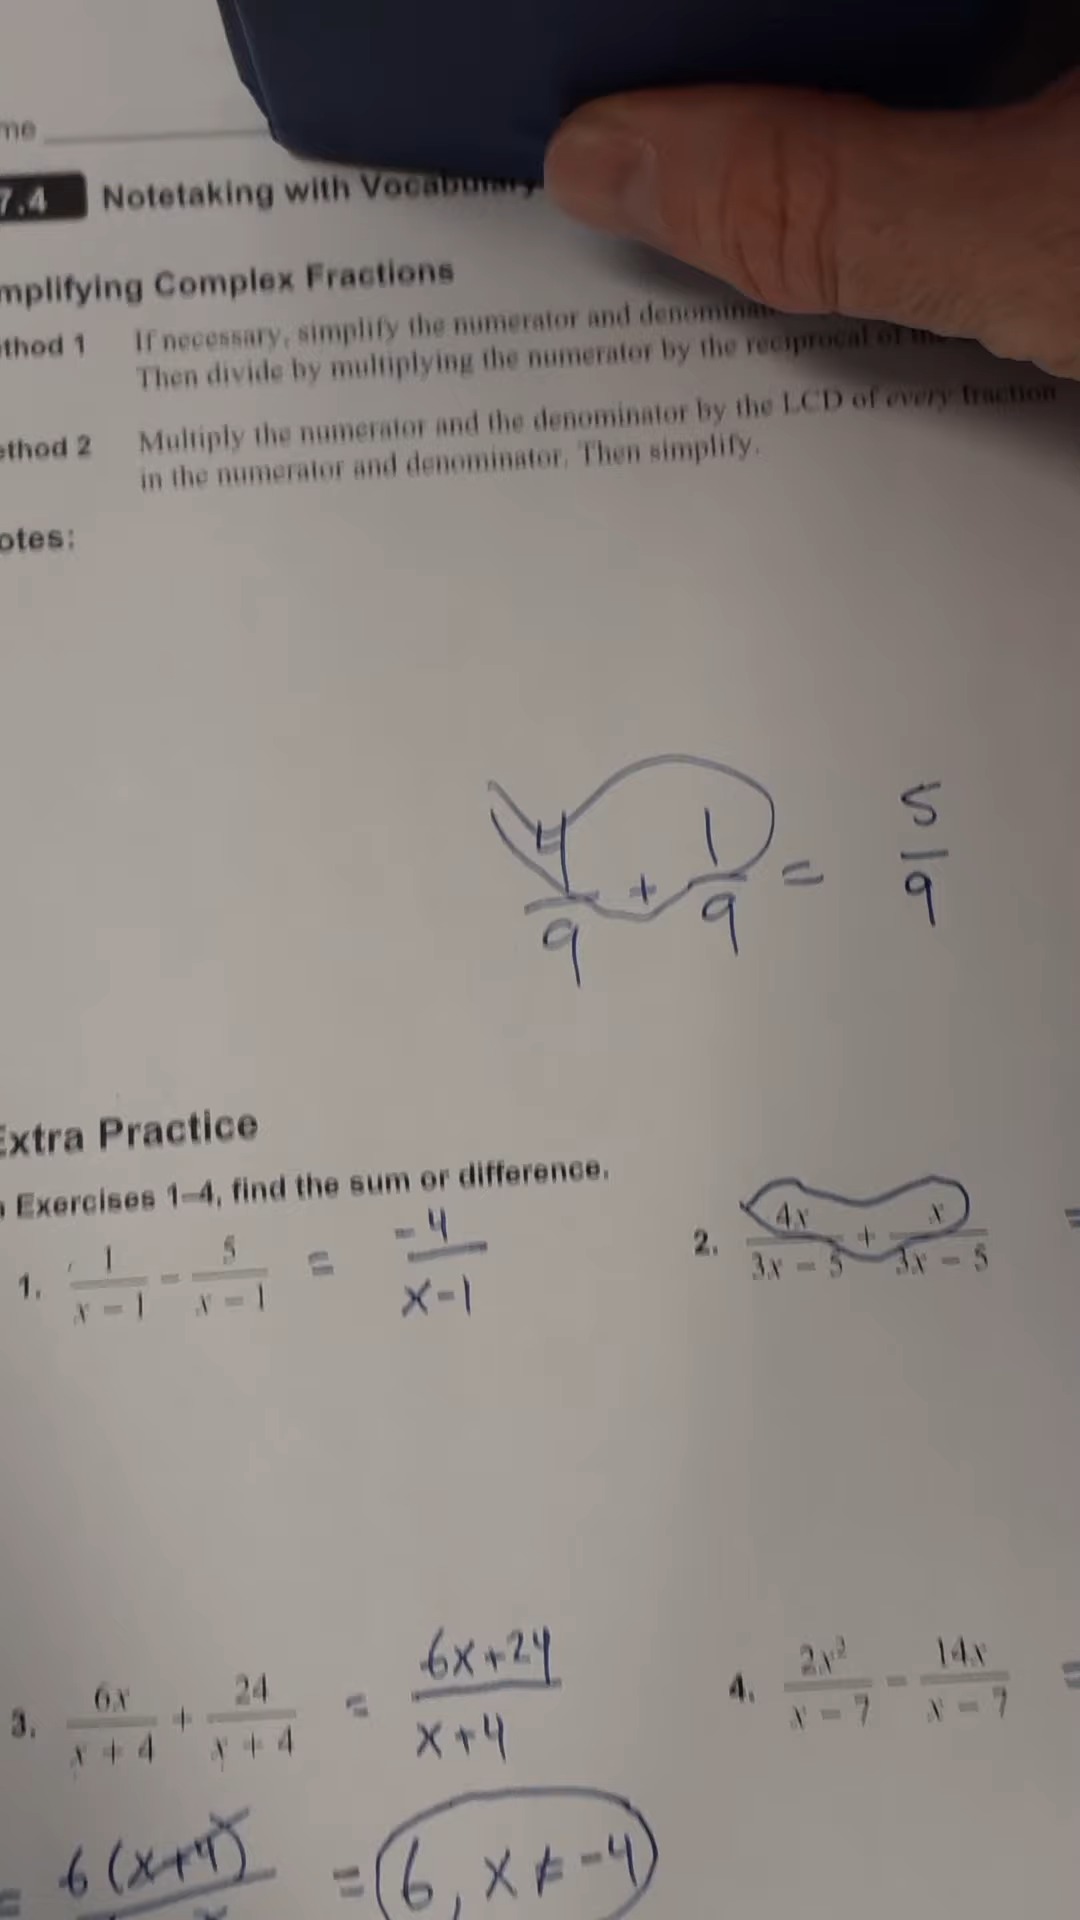 me
7.4 Notetaking with Vocabulary
mplifying Complex Fractions
thod 1 If necessary, simplify the numerator and
Then divide by multiplying the numerator by the reciprocal of
ethod 2 Multiply the numerator and the denominator by the LCD of every fraction
in the numerator and denominator. Then simplify.
otes:
4/9 + 1/9 = 5/9
Extra Practice
Exercises 1–4, find the sum or difference.
1. 1/(x − 1) − 5/(x − 1) = -4/(x-1)
2. 4x/(3x − 5) + x/(3x − 5) =
3. 6x/(x + 4) + 24/(x + 4) = (6x+24)/(x+4)
4. 2x²/(x − 7) − 14x/(x − 7) =
= 6(x+4) = 6, x ≠ -4